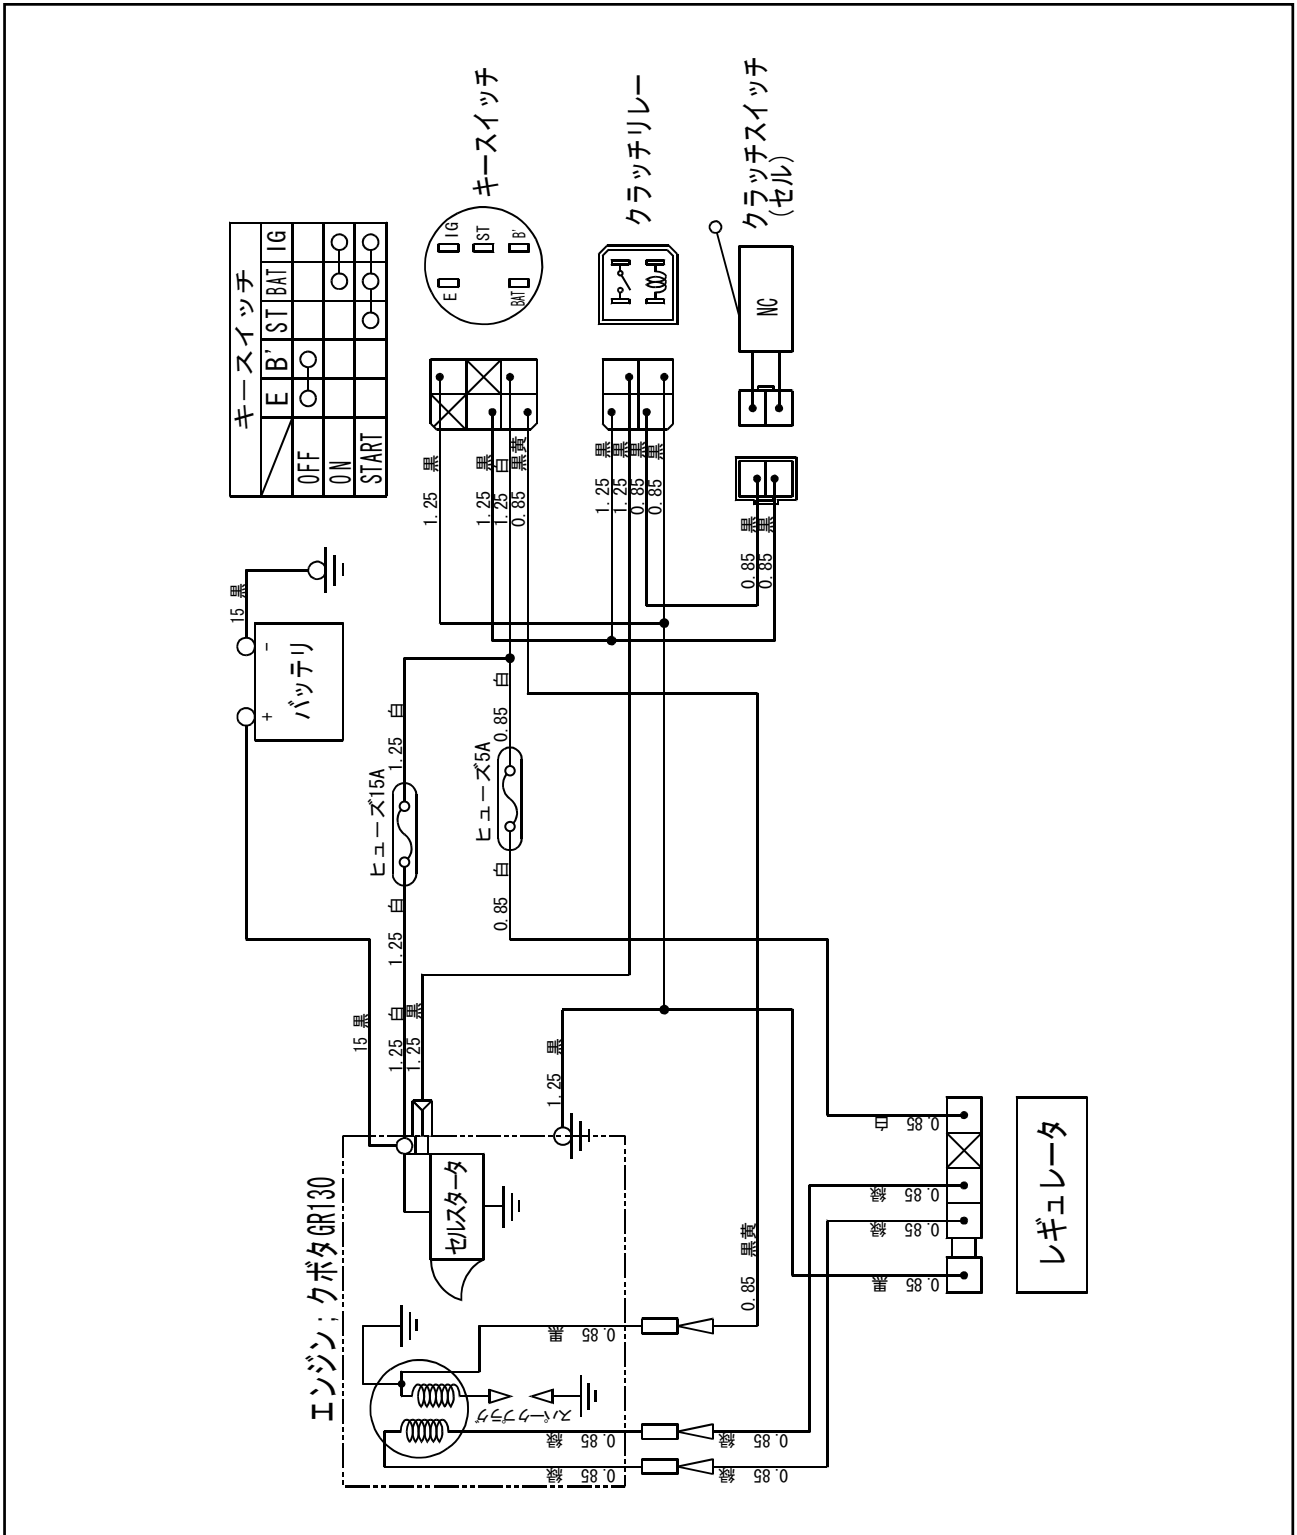 キースイッチ
E B' ST BAT IG
OFF
ON
START
キースイッチ
IG
ST
B'
E
BAT
クラッチリレー
クラッチスイッチ
(セル)
NC
1.25 黒
1.25 黒
1.25 白
0.85 黒黄
1.25 黒
1.25 黒
0.85 黒
0.85 黒
0.85 黒
0.85 黒
15 黒
-
+
バッテリ
1.25 白
ヒューズ15A
1.25 白
0.85 白
ヒューズ5A
0.85 白
15 黒
1.25 白
1.25 黒
1.25 黒
エンジン；クボタGR130
セルスタータ
スパークプラグ
0.85 黒
0.85 黒黄
0.85 緑
0.85 緑
0.85 緑
0.85 緑
0.85 白
0.85 緑
0.85 緑
0.85 黒
レギュレータ